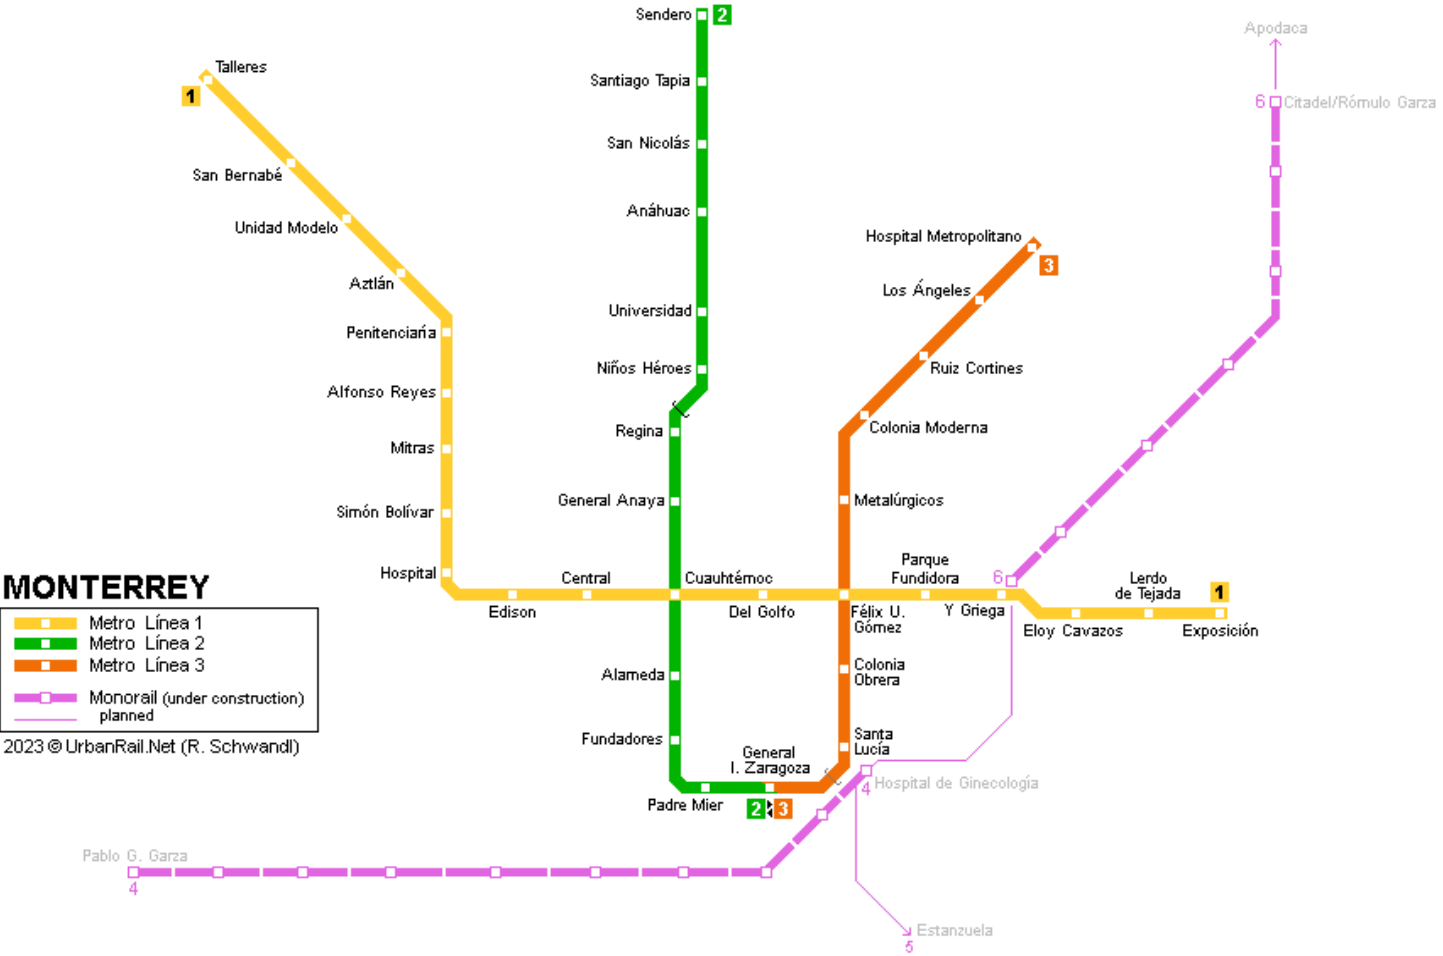 Sendero
2
Apodaca
Talleres
1
Santiago Tapia
6
Citadel/Rómulo Garza
San Nicolás
San Bernabé
Anáhuac
Unidad Modelo
Hospital Metropolitano
3
Aztlán
Los Ángeles
Universidad
Penitenciaría
Niños Héroes
Ruiz Cortines
Alfonso Reyes
Regina
Colonia Moderna
Mitras
General Anaya
Metalúrgicos
Simón Bolívar
Parque
Fundidora
Hospital
Central
Cuauhtémoc
6
Lerdo
de Tejada
1
Edison
Del Golfo
Félix U.
Gómez
Y Griega
Eloy Cavazos
Exposición
MONTERREY
Metro Línea 1
Metro Línea 2
Metro Línea 3
Monorail (under construction)
planned
2023 © UrbanRail.Net (R. Schwandl)
Colonia
Obrera
Alameda
Fundadores
Santa
Lucía
General
I. Zaragoza
Padre Mier
2
3
4
Hospital de Ginecología
Pablo G. Garza
4
Estanzuela
5